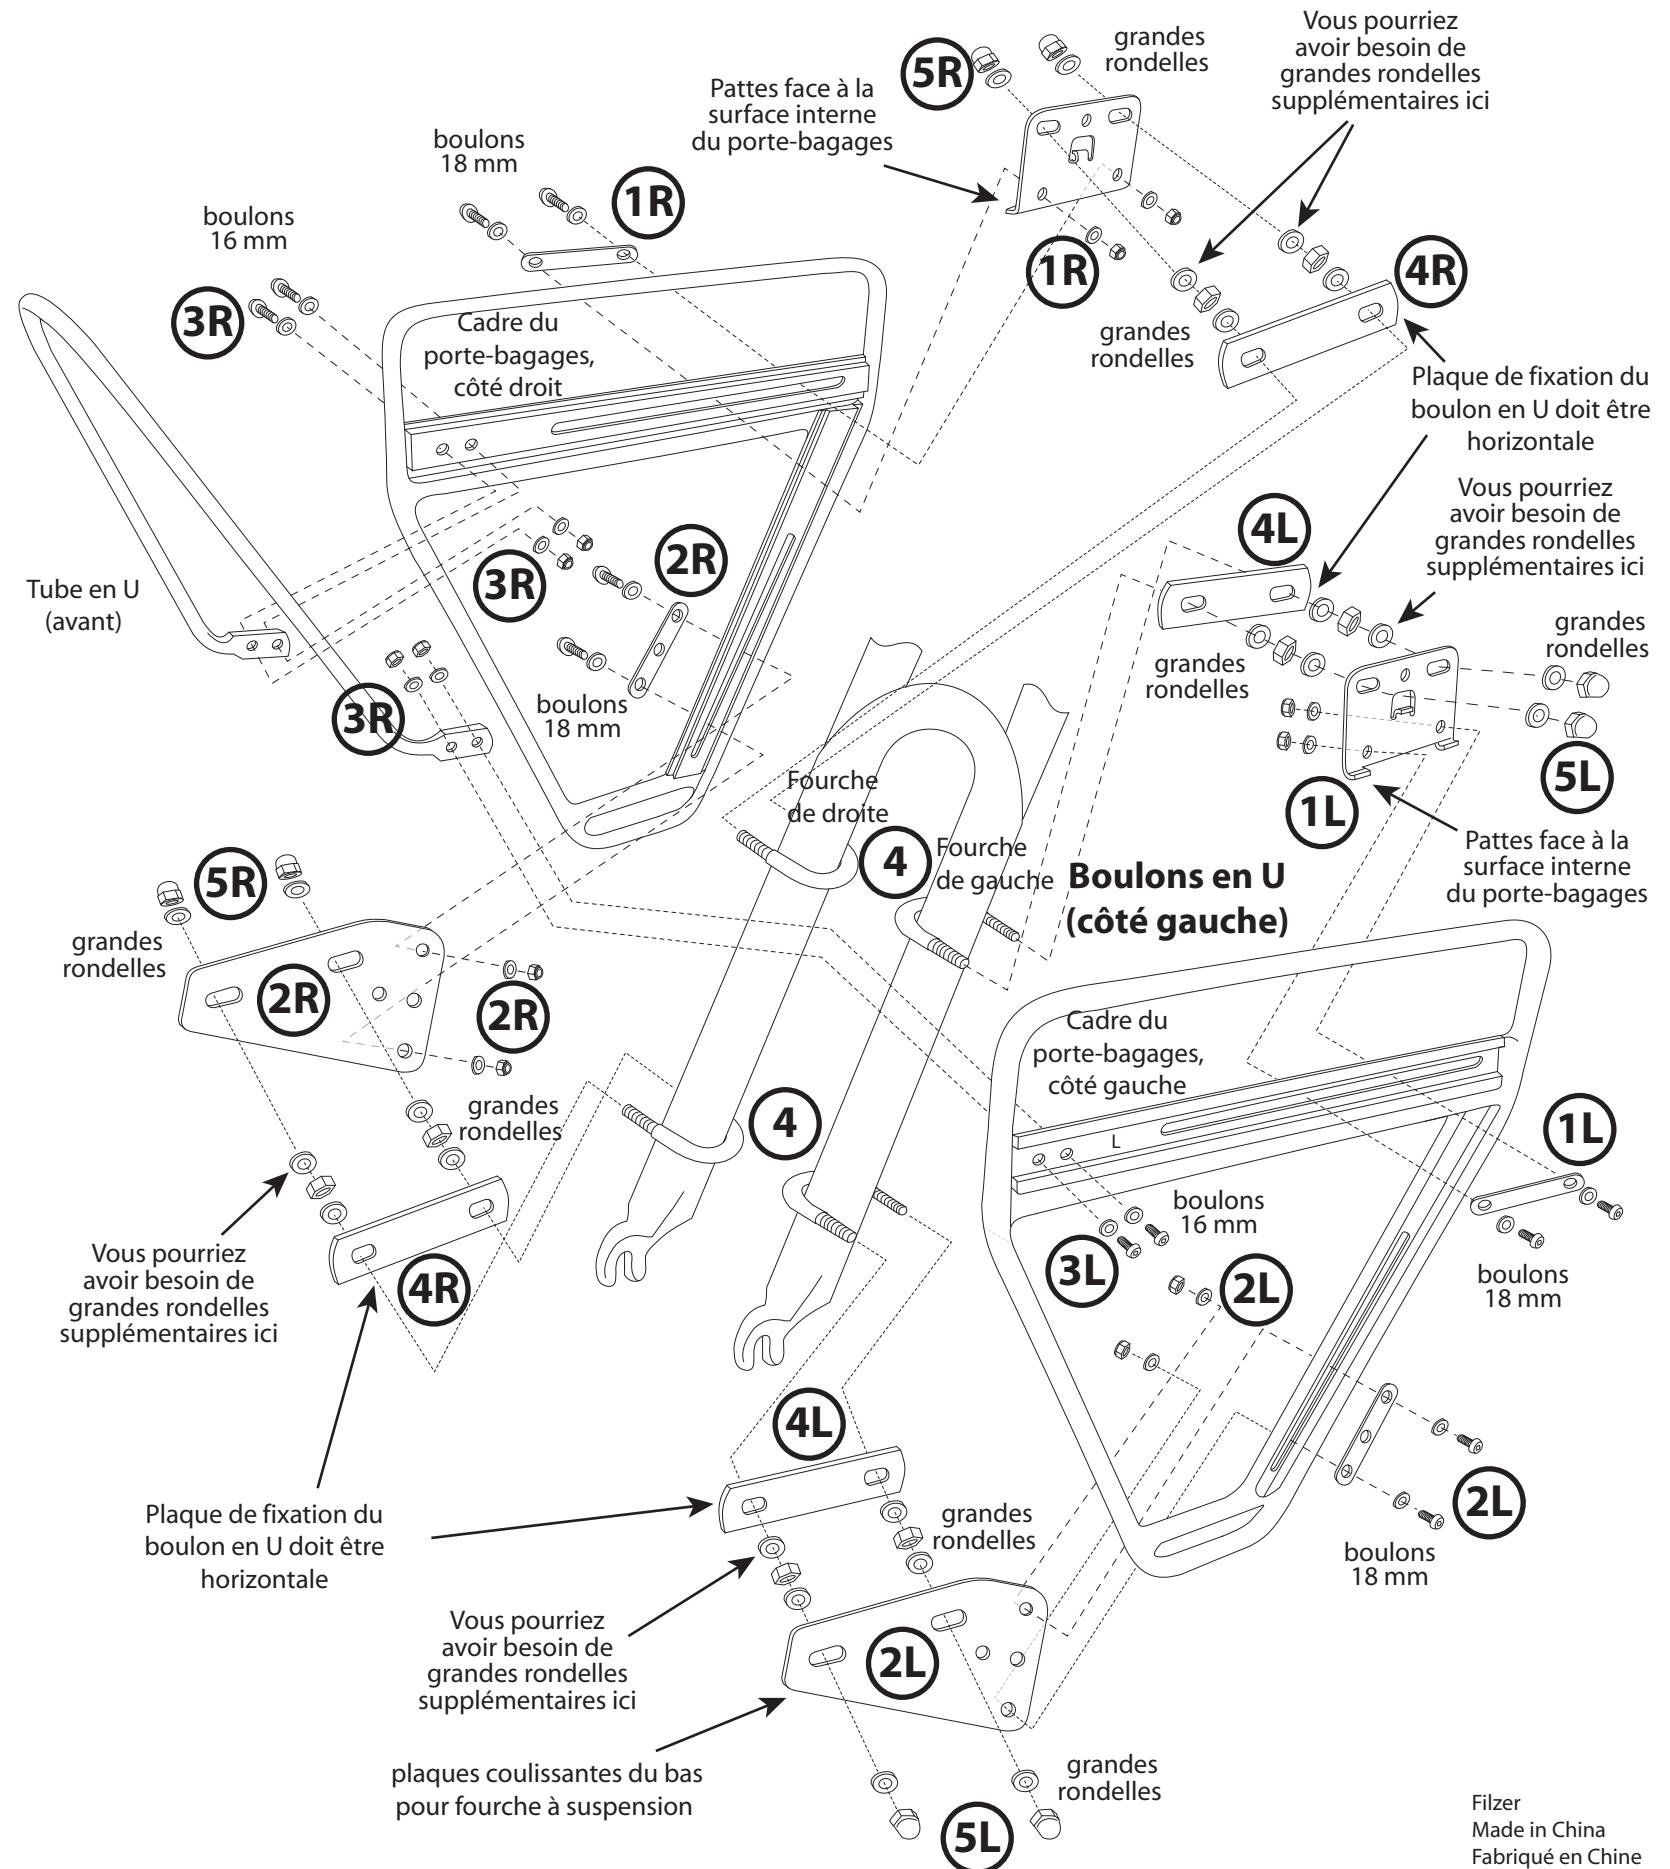 Vous pourriez
avoir besoin de
grandes rondelles
supplémentaires ici
grandes
rondelles
5R
Pattes face à la
surface interne
du porte-bagages
boulons
18 mm
1R
boulons
16 mm
3R
Cadre du
porte-bagages,
côté droit
1R
4R
grandes
rondelles
Plaque de fixation du
boulon en U doit être
horizontale
Vous pourriez
avoir besoin de
grandes rondelles
supplémentaires ici
4L
2R
3R
Tube en U
(avant)
grandes
rondelles
grandes
rondelles
boulons
18 mm
3R
Fourche
de droite
5L
1L
4
Fourche
de gauche
Boulons en U
(côté gauche)
Pattes face à la
surface interne
du porte-bagages
5R
grandes
rondelles
2R
2R
Cadre du
porte-bagages,
côté gauche
grandes
rondelles
4
L
1L
boulons
16 mm
Vous pourriez
avoir besoin de
grandes rondelles
supplémentaires ici
4R
3L
2L
boulons
18 mm
4L
2L
Plaque de fixation du
boulon en U doit être
horizontale
grandes
rondelles
boulons
18 mm
Vous pourriez
avoir besoin de
grandes rondelles
supplémentaires ici
2L
plaques coulissantes du bas
pour fourche à suspension
grandes
rondelles
5L
Filzer
Made in China
Fabriqué en Chine